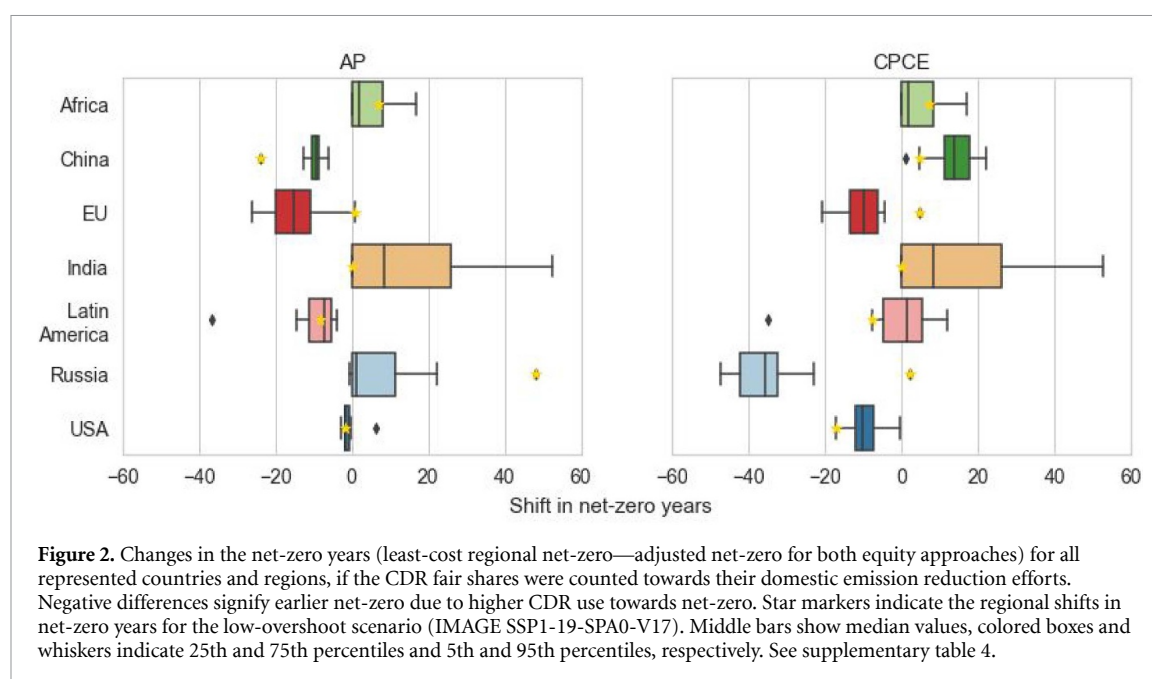 AP
CPCE
Africa
China
EU
India
Latin
America
Russia
USA
−60 −40 −20 0 20 40 60
−60 −40 −20 0 20 40 60
Shift in net-zero years
Figure 2. Changes in the net-zero years (least-cost regional net-zero—adjusted net-zero for both equity approaches) for all
represented countries and regions, if the CDR fair shares were counted towards their domestic emission reduction efforts.
Negative differences signify earlier net-zero due to higher CDR use towards net-zero. Star markers indicate the regional shifts in
net-zero years for the low-overshoot scenario (IMAGE SSP1-19-SPA0-V17). Middle bars show median values, colored boxes and
whiskers indicate 25th and 75th percentiles and 5th and 95th percentiles, respectively. See supplementary table 4.